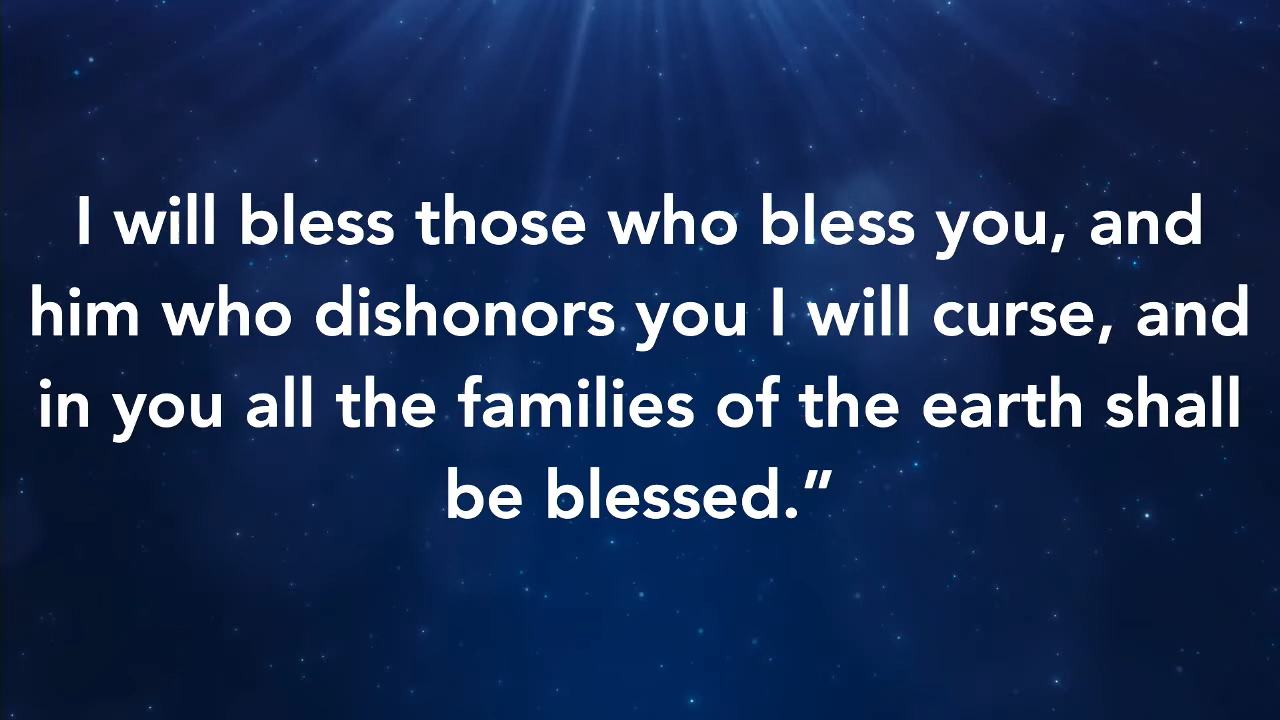 I will bless those who bless you, and
him who dishonors you I will curse, and
in you all the families of the earth shall
be blessed.”